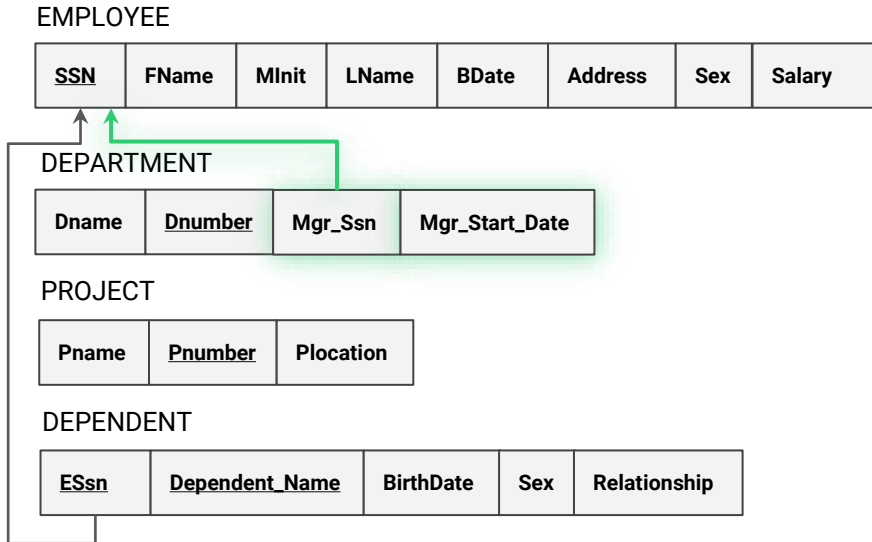 EMPLOYEE
SSN FName MInit LName BDate Address Sex Salary
DEPARTMENT
Dname Dnumber Mgr_Ssn Mgr_Start_Date
PROJECT
Pname Pnumber Plocation
DEPENDENT
ESsn Dependent_Name BirthDate Sex Relationship